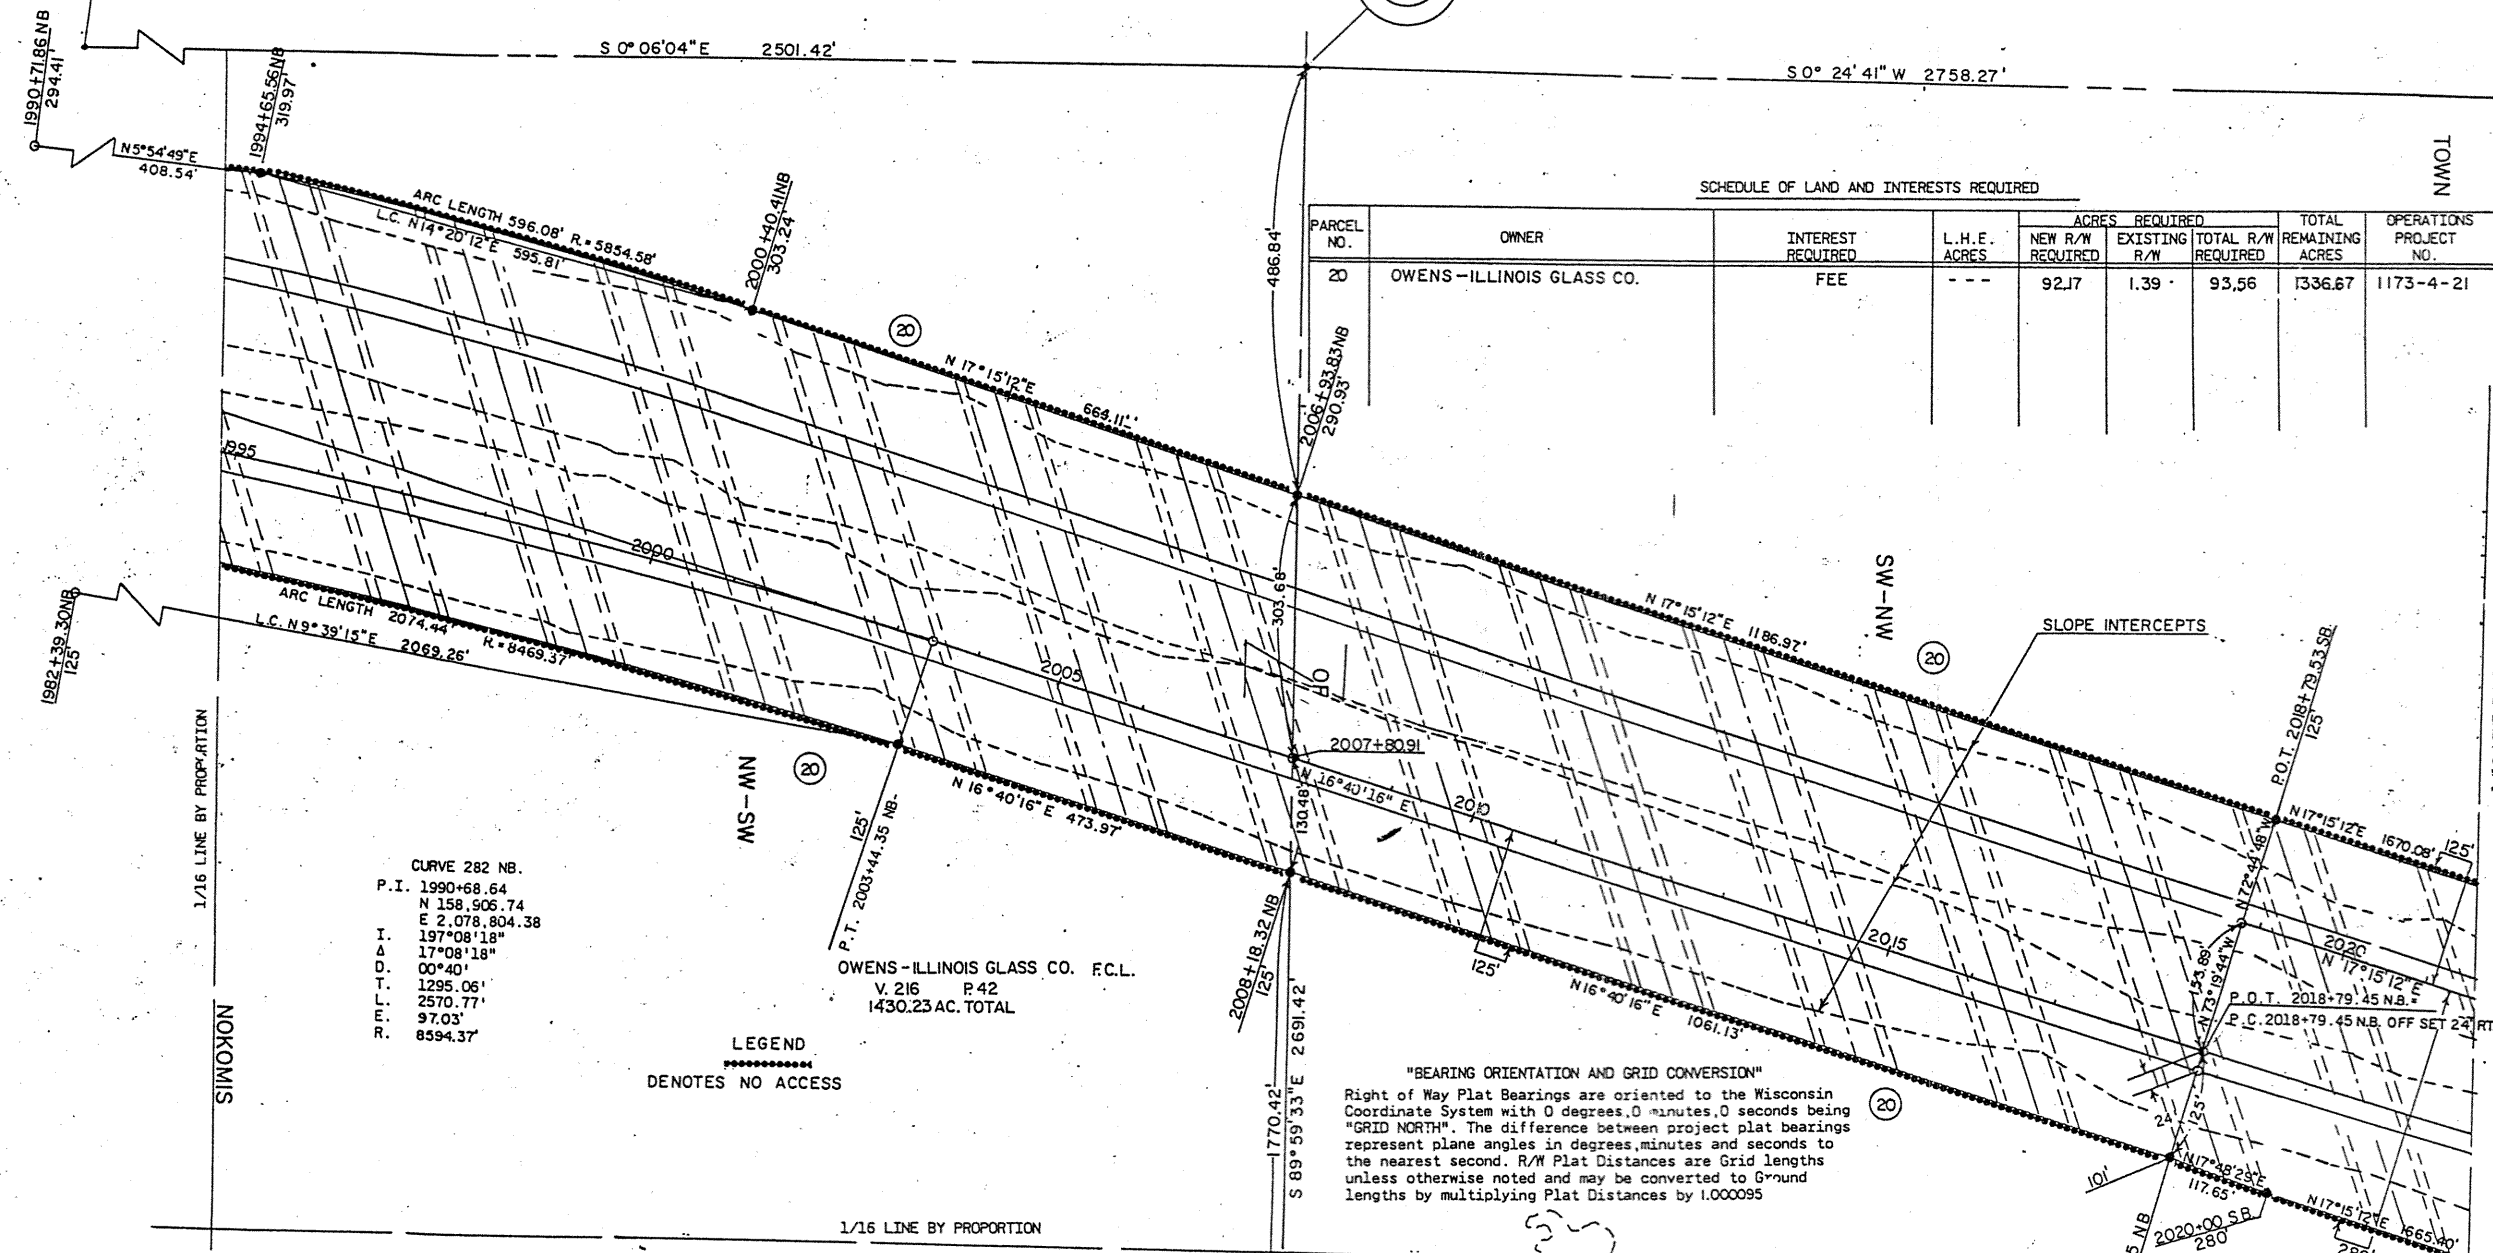 1990+71.86 NB
294.41'
S 0° 06'04" E 2501.42'
S 0° 24' 41" W 2758.27'
1994+65.56 NB
319.97'
N 5°54'49" E
408.54'
TOWN
ARC LENGTH 596.08' R.= 5854.58'
L.C. N 14°20'12" E 595.81'
2000+40.41 NB
303.24'
486.84'
SCHEDULE OF LAND AND INTERESTS REQUIRED
PARCEL NO.
OWNER
INTEREST REQUIRED
L.H.E. ACRES
ACRES REQUIRED
NEW R/W REQUIRED
EXISTING R/W
TOTAL R/W REQUIRED
TOTAL REMAINING ACRES
OPERATIONS PROJECT NO.
20 OWENS-ILLINOIS GLASS CO. FEE --- 92.17 1.39 93.56 1336.67 1173-4-21
20
N 17°15'12" E
664.11'
2006+93.83 NB
290.93'
1995
2000
2005
303.68'
OF
2007+80.91
130.48'
N 16°40'16" E
2010
N 17°15'12" E 1186.97'
SW-NW
20
SLOPE INTERCEPTS
P.O.T. 2018+79.53 SB.
125'
N 17°15'12" E 1670.08'
125'
1982+39.30 NB
125'
ARC LENGTH 2074.44' R.= 8469.37'
L.C. N 9°39'15" E 2069.26'
1/16 LINE BY PROPORTION
NW-SW
20
N 16°40'16" E 473.97'
125'
P.T. 2003+44.35 NB
CURVE 282 NB.
P.I. 1990+68.64
N 158,906.74
E 2,078,804.38
I. 197°08'18"
Δ 17°08'18"
D. 00°40'
T. 1295.06'
L. 2570.77'
E. 97.03'
R. 8594.37'
OWENS-ILLINOIS GLASS CO. F.C.L.
V. 216 P. 42
1430.23 AC. TOTAL
LEGEND
DENOTES NO ACCESS
NOKOMIS
2008+18.32 NB
125'
1770.42'
S 89°59'33" E 2691.42'
125'
N 16°40'16" E 1061.13'
2015
N 72°44'48" W
153.89'
N 73°19'44" W
2020
N 17°15'12" E
P.O.T. 2018+79.45 N.B.=
P.C. 2018+79.45 N.B. OFF SET 24' RT
24'
125'
101'
N 17°48'29" E
117.65'
2020+00 S.B.
280'
N 17°15'12" E 1665.40'
5 NB
"BEARING ORIENTATION AND GRID CONVERSION"
Right of Way Plat Bearings are oriented to the Wisconsin
Coordinate System with 0 degrees,0 minutes,0 seconds being
"GRID NORTH". The difference between project plat bearings
represent plane angles in degrees,minutes and seconds to
the nearest second. R/W Plat Distances are Grid lengths
unless otherwise noted and may be converted to Ground
lengths by multiplying Plat Distances by 1.000095
20
1/16 LINE BY PROPORTION